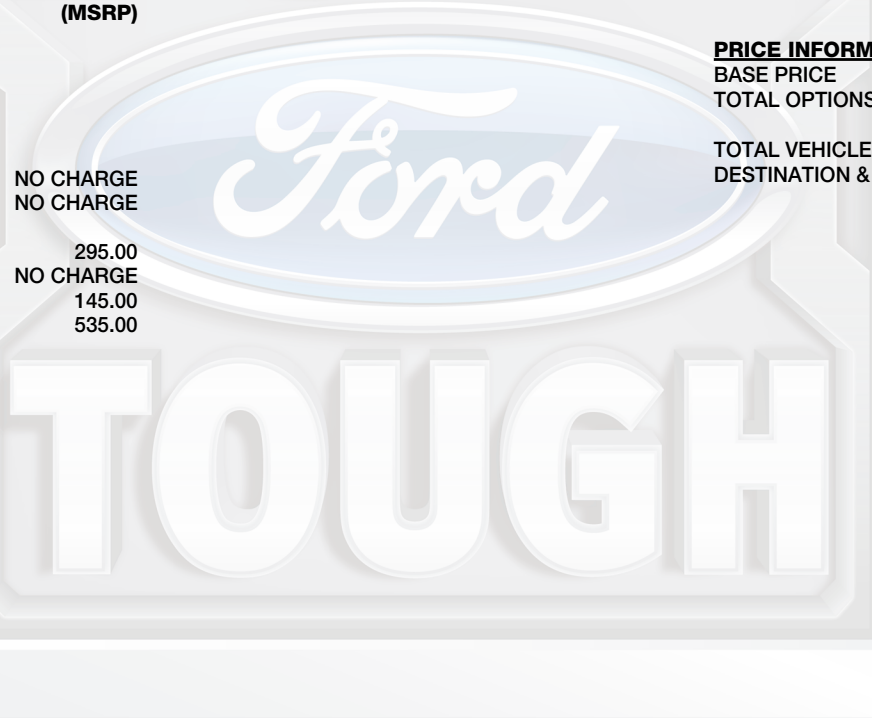 (MSRP)
NO CHARGE
NO CHARGE
295.00
NO CHARGE
145.00
535.00
PRICE INFORM
BASE PRICE
TOTAL OPTIONS
TOTAL VEHICLE
DESTINATION &
Ford
TOUGH